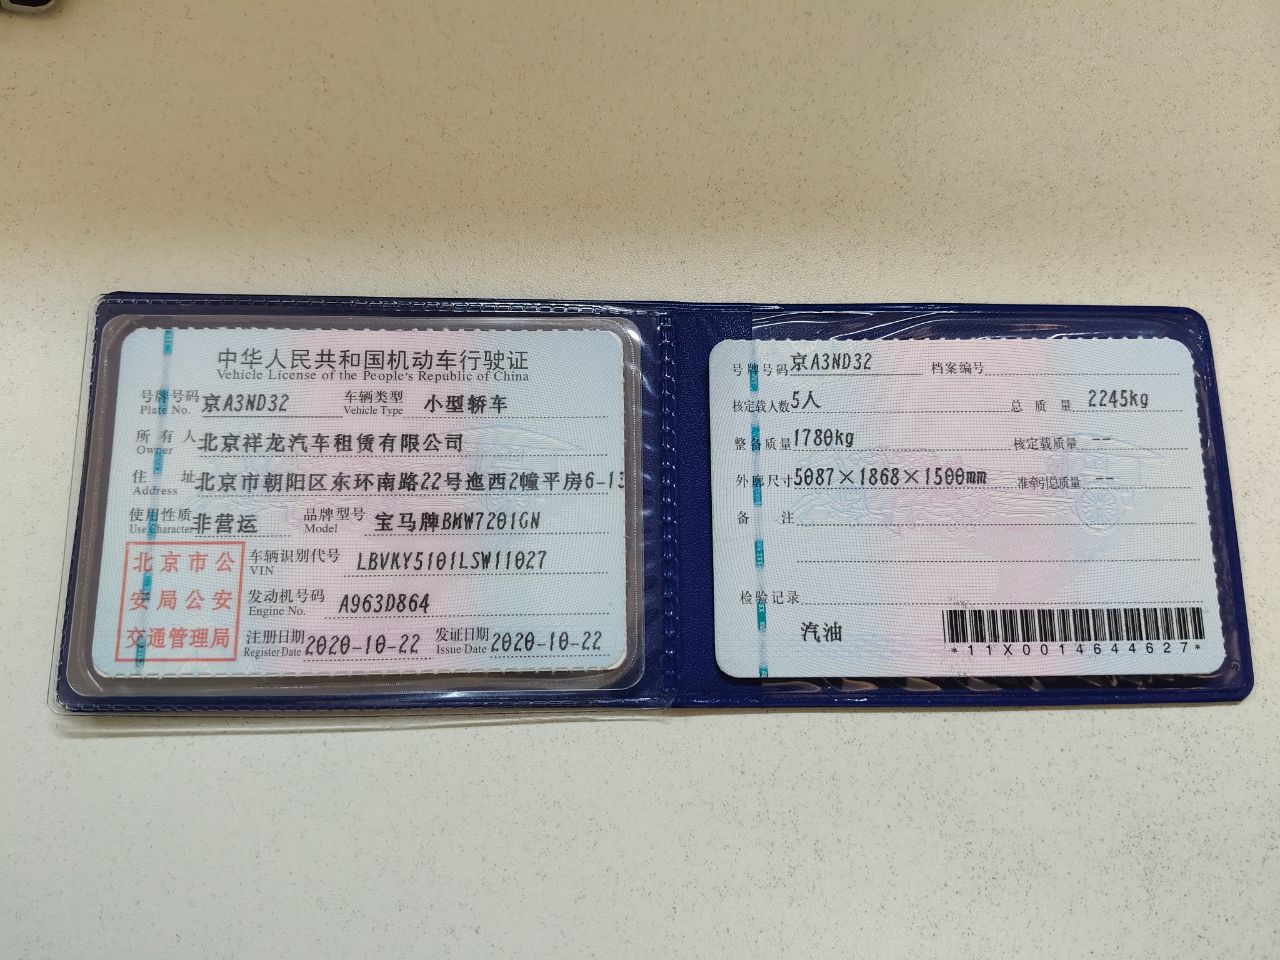 中华人民共和国机动车行驶证
Vehicle License of the People's Republic of China
号牌号码 Plate No. 京A3ND32 车辆类型 Vehicle Type 小型轿车
所有人 Owner 北京祥龙汽车租赁有限公司
住址 Address 北京市朝阳区东环南路22号迤西2幢平房6-13
使用性质 Use Character 非营运 品牌型号 Model 宝马牌BMW7201GN
北京市公安局公安交通管理局
车辆识别代号 VIN LBVKY5101LSW11027
发动机号码 Engine No. A963D864
注册日期 Register Date 2020-10-22 发证日期 Issue Date 2020-10-22
号牌号码 京A3ND32 档案编号
核定载人数 5人 总质量 2245kg
整备质量 1780kg 核定载质量 --
外廓尺寸 5087×1868×1500mm 准牵引总质量 --
备注
检验记录
汽油
*11X0014644627*